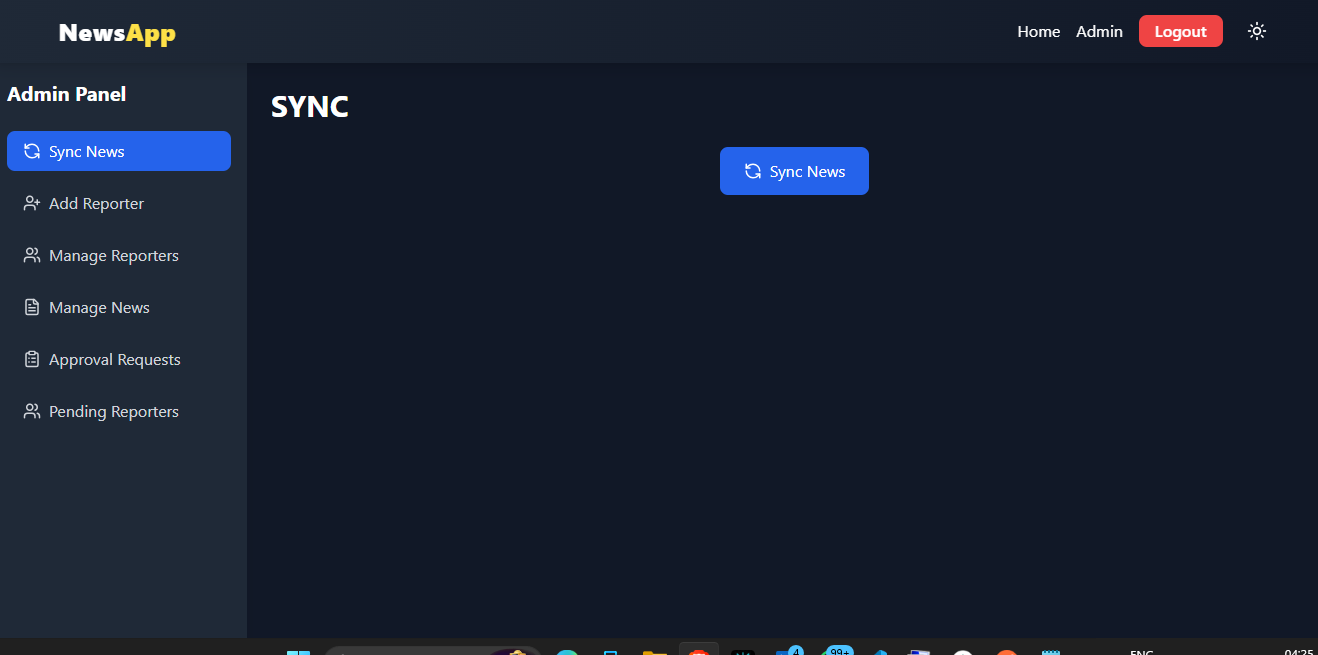 NewsApp
Home Admin Logout
Admin Panel
SYNC
Sync News
Sync News
Add Reporter
Manage Reporters
Manage News
Approval Requests
Pending Reporters
4 99+ ENG 04:25